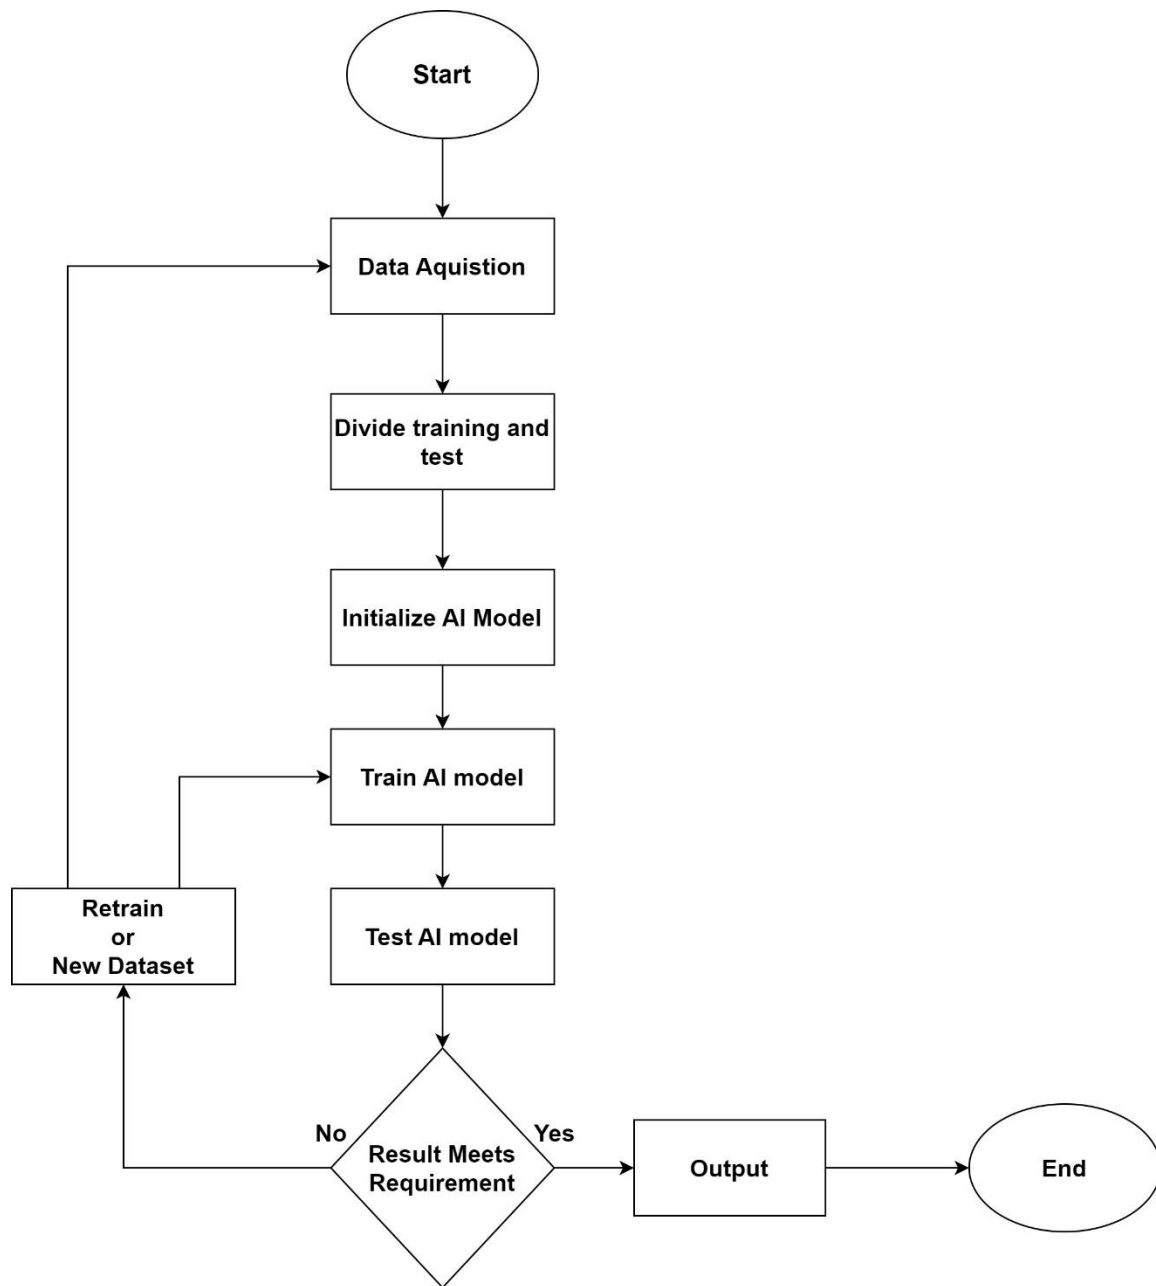 Start
Data Aquistion
Divide training and
test
Initialize AI Model
Train AI model
Retrain
or
New Dataset
Test AI model
No
Yes
Result Meets
Requirement
Output
End